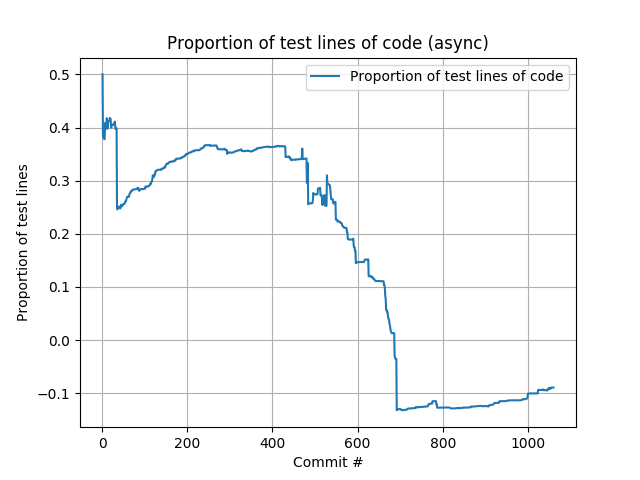 Proportion of test lines of code (async)
Proportion of test lines of code
0.5
0.4
0.3
0.2
0.1
0.0
−0.1
Proportion of test lines
0 200 400 600 800 1000
Commit #